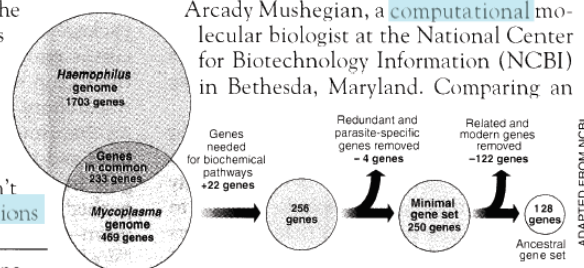 he
s
Arcady Mushegian, a computational mo-
lecular biologist at the National Center
for Biotechnology Information (NCBI)
in Bethesda, Maryland. Comparing an
Haemophilus
genome
1703 genes
Genes
in common
233 genes
Mycoplasma
genome
469 genes
Genes
needed
for biochemical
pathways
+22 genes
256
genes
Redundant and
parasite-specific
genes removed
– 4 genes
Minimal
gene set
250 genes
Related and
modern genes
removed
–122 genes
128
genes
Ancestral
gene set
ADAPTED FROM NCBI
't
ions